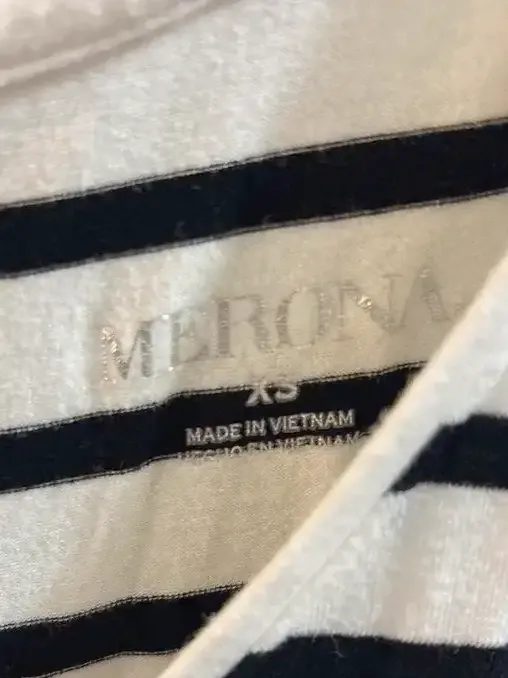 MERONA
XS
MADE IN VIETNAM
HECHO EN VIETNAM